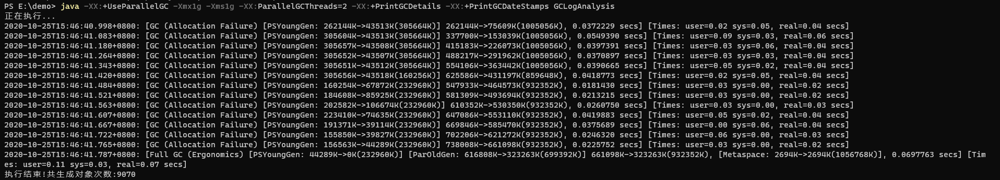 PS E:\demo> java -XX:+UseParallelGC -Xmx1g -Xms1g -XX:ParallelGCThreads=2 -XX:+PrintGCDetails -XX:+PrintGCDateStamps GCLogAnalysis
正在执行...
2020-10-25T15:46:40.998+0800: [GC (Allocation Failure) [PSYoungGen: 262144K->43513K(305664K)] 262144K->75609K(1005056K), 0.0372229 secs] [Times: user=0.02 sys=0.05, real=0.04 secs]
2020-10-25T15:46:41.083+0800: [GC (Allocation Failure) [PSYoungGen: 305604K->43513K(305664K)] 337700K->153039K(1005056K), 0.0549390 secs] [Times: user=0.09 sys=0.03, real=0.06 secs]
2020-10-25T15:46:41.180+0800: [GC (Allocation Failure) [PSYoungGen: 305657K->43508K(305664K)] 415183K->226073K(1005056K), 0.0397391 secs] [Times: user=0.03 sys=0.06, real=0.04 secs]
2020-10-25T15:46:41.264+0800: [GC (Allocation Failure) [PSYoungGen: 305652K->43507K(305664K)] 488217K->291962K(1005056K), 0.0370897 secs] [Times: user=0.03 sys=0.03, real=0.04 secs]
2020-10-25T15:46:41.343+0800: [GC (Allocation Failure) [PSYoungGen: 305651K->43512K(305664K)] 554106K->363442K(1005056K), 0.0390665 secs] [Times: user=0.05 sys=0.02, real=0.04 secs]
2020-10-25T15:46:41.420+0800: [GC (Allocation Failure) [PSYoungGen: 305656K->43518K(160256K)] 625586K->431197K(859648K), 0.0418773 secs] [Times: user=0.02 sys=0.05, real=0.04 secs]
2020-10-25T15:46:41.484+0800: [GC (Allocation Failure) [PSYoungGen: 160254K->67872K(232960K)] 547933K->464573K(932352K), 0.0181430 secs] [Times: user=0.03 sys=0.00, real=0.02 secs]
2020-10-25T15:46:41.521+0800: [GC (Allocation Failure) [PSYoungGen: 184608K->85925K(232960K)] 581309K->493694K(932352K), 0.0213215 secs] [Times: user=0.03 sys=0.00, real=0.02 secs]
2020-10-25T15:46:41.563+0800: [GC (Allocation Failure) [PSYoungGen: 202582K->106674K(232960K)] 610352K->530350K(932352K), 0.0260750 secs] [Times: user=0.03 sys=0.00, real=0.03 secs]
2020-10-25T15:46:41.607+0800: [GC (Allocation Failure) [PSYoungGen: 223410K->74635K(232960K)] 647086K->553110K(932352K), 0.0419883 secs] [Times: user=0.05 sys=0.02, real=0.04 secs]
2020-10-25T15:46:41.667+0800: [GC (Allocation Failure) [PSYoungGen: 191371K->39114K(232960K)] 669846K->585470K(932352K), 0.0375689 secs] [Times: user=0.00 sys=0.06, real=0.04 secs]
2020-10-25T15:46:41.722+0800: [GC (Allocation Failure) [PSYoungGen: 155850K->39827K(232960K)] 702206K->621272K(932352K), 0.0246320 secs] [Times: user=0.06 sys=0.00, real=0.03 secs]
2020-10-25T15:46:41.765+0800: [GC (Allocation Failure) [PSYoungGen: 156563K->44289K(232960K)] 738008K->661098K(932352K), 0.0225752 secs] [Times: user=0.03 sys=0.00, real=0.02 secs]
2020-10-25T15:46:41.787+0800: [Full GC (Ergonomics) [PSYoungGen: 44289K->0K(232960K)] [ParOldGen: 616808K->323263K(699392K)] 661098K->323263K(932352K), [Metaspace: 2694K->2694K(1056768K)], 0.0697763 secs] [Tim
es: user=0.11 sys=0.03, real=0.07 secs]
执行结束!共生成对象次数:9070